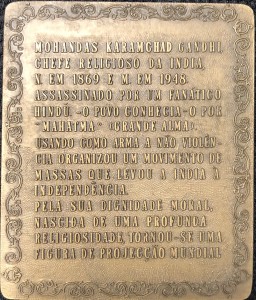 MOHANDAS KARAMCHAD GANDHI,
CHEFE RELIGIOSO DA INDIA,
N. EM 1869 E M. EM 1948.
ASSASSINADO POR UM FANATICO
HINDÚ. O POVO CONHECIA-O POR
"MAHATMA" (GRANDE ALMA).
USANDO COMO ARMA A NÃO VIOLÊN-
CIA ORGANIZOU UM MOVIMENTO DE
MASSAS QUE LEVOU A ÍNDIA À
INDEPENDÊNCIA.
PELA SUA DIGNIDADE MORAL,
NASCIDA DE UMA PROFUNDA
RELIGIOSIDADE, TORNOU-SE UMA
FIGURA DE PROJECÇÃO MUNDIAL